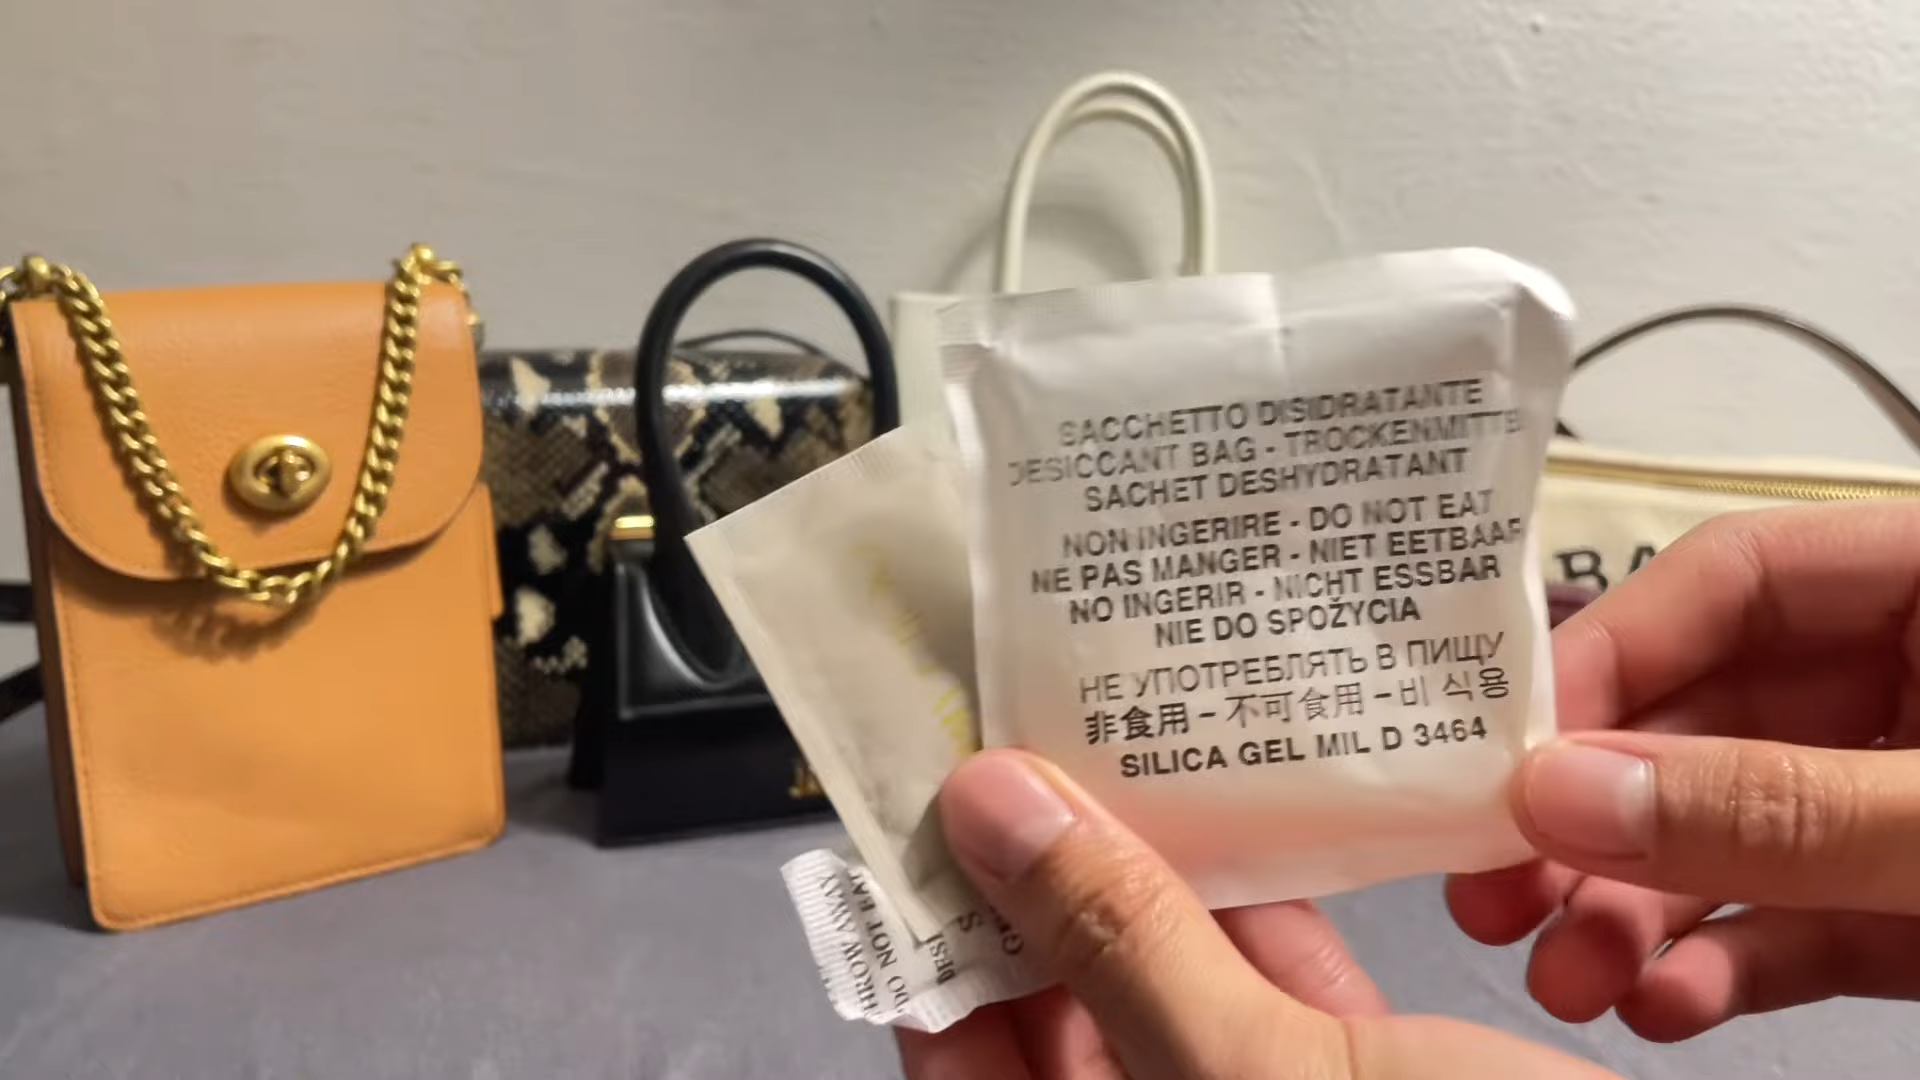 SACCHETTO DISIDRATANTE
DESICCANT BAG - TROCKENMITTEL
SACHET DESHYDRATANT
NON INGERIRE - DO NOT EAT
NE PAS MANGER - NIET EETBAAR
NO INGERIR - NICHT ESSBAR
NIE DO SPOŻYCIA
НЕ УПОТРЕБЛЯТЬ В ПИЩУ
非食用 - 不可食用 - 비 식용
SILICA GEL MIL D 3464
THROW AWAY
DO NOT EAT